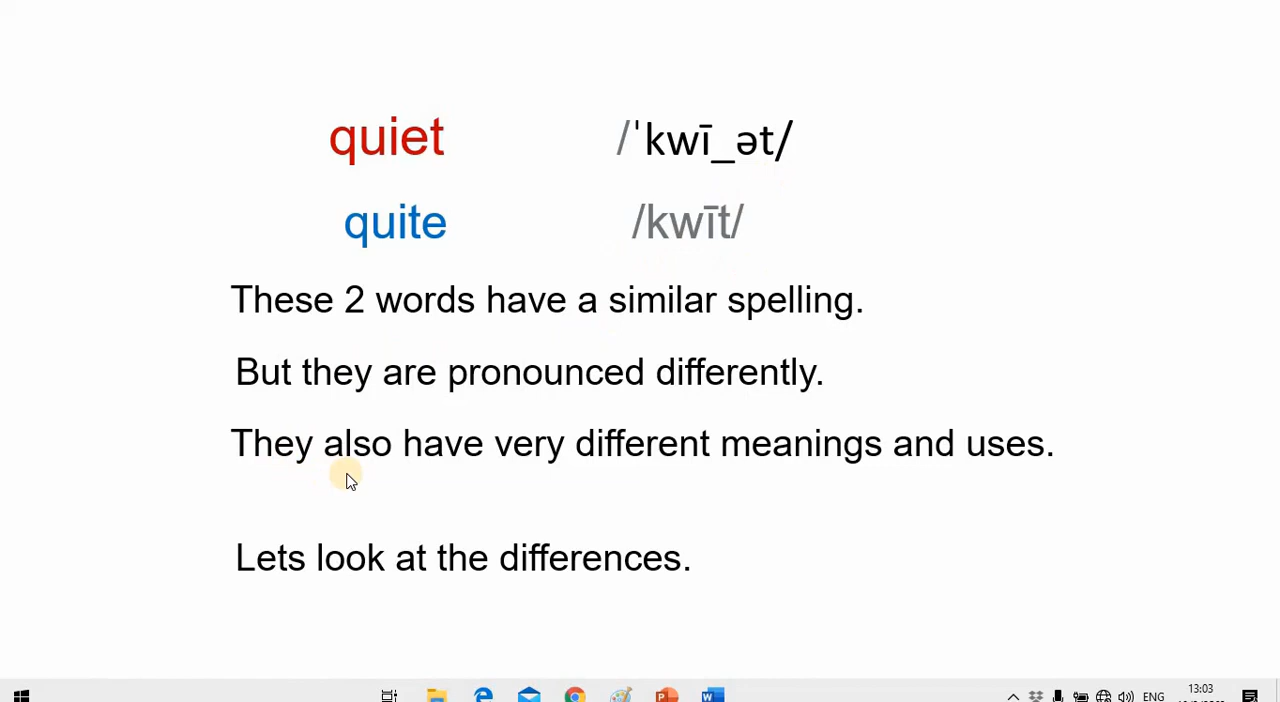 quiet /ˈkwī_ət/
quite /kwīt/
These 2 words have a similar spelling.
But they are pronounced differently.
They also have very different meanings and uses.
Lets look at the differences.
ENG 13:03